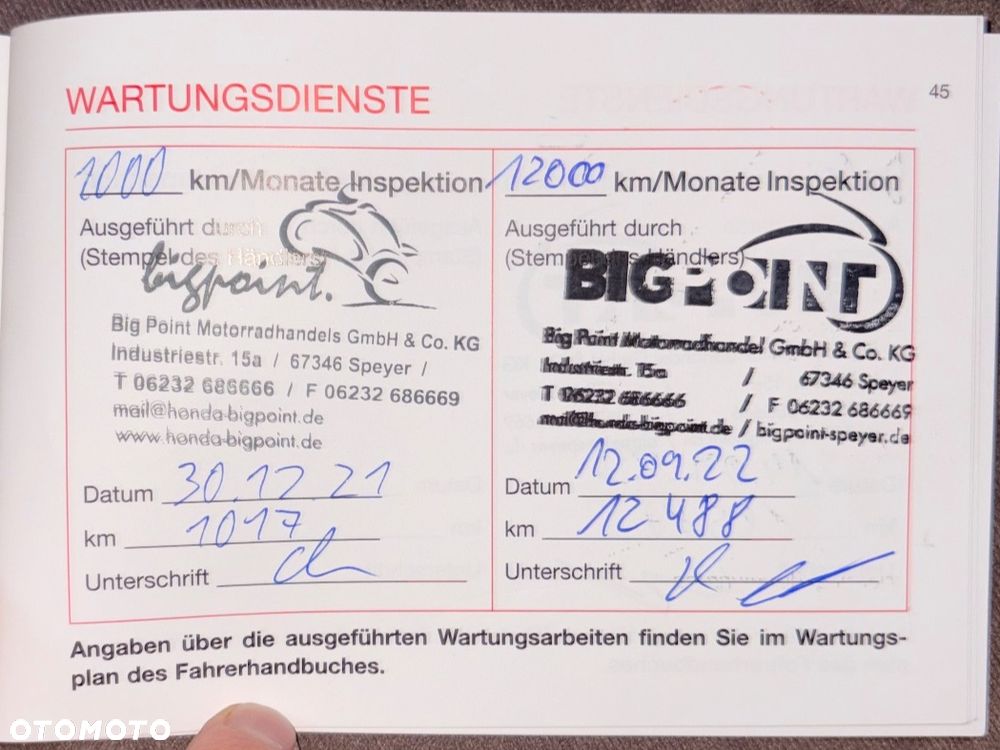 45
WARTUNGSDIENSTE
1000 km/Monate Inspektion
Ausgeführt durch
(Stempel des Händlers)
bigpoint.
Big Point Motorradhandels GmbH & Co. KG
Industriestr. 15a / 67346 Speyer /
T 06232 686666 / F 06232 686669
mail@honda-bigpoint.de
www.honda-bigpoint.de
Datum 30.12.21
km 1017
Unterschrift
12000 km/Monate Inspektion
Ausgeführt durch
(Stempel des Händlers)
BIGPOINT
Big Point Motorradhandel GmbH & Co. KG
Industriestr. 15a / 67346 Speyer
T 06232 686666 / F 06232 686669
mail@honda-bigpoint.de / bigpoint-speyer.de
Datum 12.09.22
km 12488
Unterschrift
Angaben über die ausgeführten Wartungsarbeiten finden Sie im Wartungs-
plan des Fahrerhandbuches.
OTOMOTO